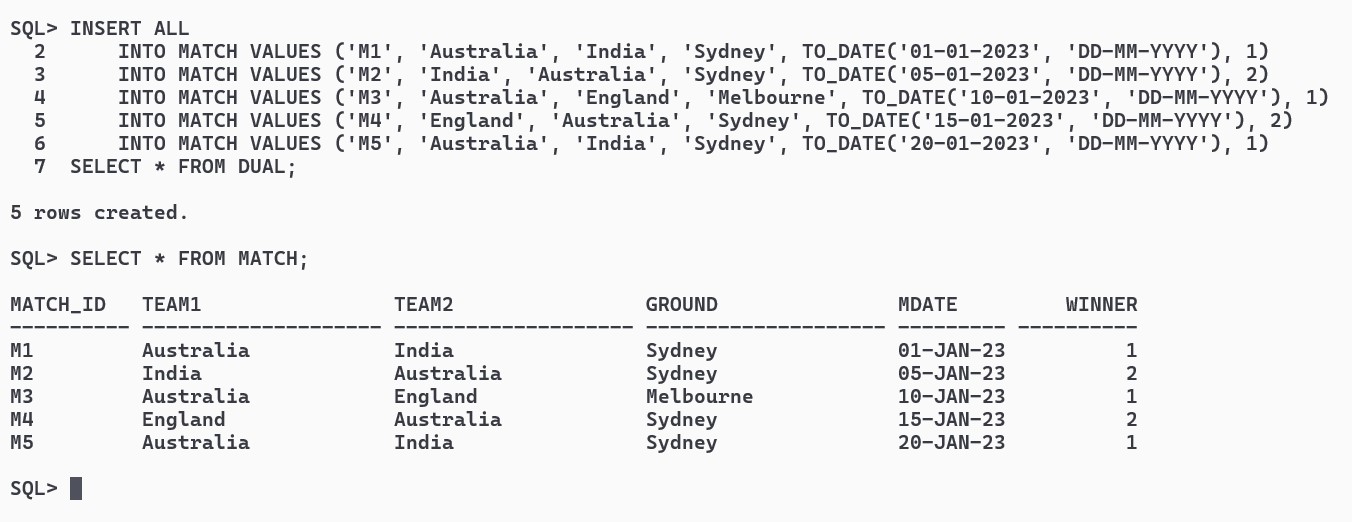 SQL> INSERT ALL
  2      INTO MATCH VALUES ('M1', 'Australia', 'India', 'Sydney', TO_DATE('01-01-2023', 'DD-MM-YYYY'), 1)
  3      INTO MATCH VALUES ('M2', 'India', 'Australia', 'Sydney', TO_DATE('05-01-2023', 'DD-MM-YYYY'), 2)
  4      INTO MATCH VALUES ('M3', 'Australia', 'England', 'Melbourne', TO_DATE('10-01-2023', 'DD-MM-YYYY'), 1)
  5      INTO MATCH VALUES ('M4', 'England', 'Australia', 'Sydney', TO_DATE('15-01-2023', 'DD-MM-YYYY'), 2)
  6      INTO MATCH VALUES ('M5', 'Australia', 'India', 'Sydney', TO_DATE('20-01-2023', 'DD-MM-YYYY'), 1)
  7  SELECT * FROM DUAL;

5 rows created.

SQL> SELECT * FROM MATCH;

MATCH_ID   TEAM1                TEAM2                GROUND               MDATE         WINNER
---------- -------------------- -------------------- -------------------- --------- ----------
M1         Australia            India                Sydney               01-JAN-23          1
M2         India                Australia            Sydney               05-JAN-23          2
M3         Australia            England              Melbourne            10-JAN-23          1
M4         England              Australia            Sydney               15-JAN-23          2
M5         Australia            India                Sydney               20-JAN-23          1

SQL>